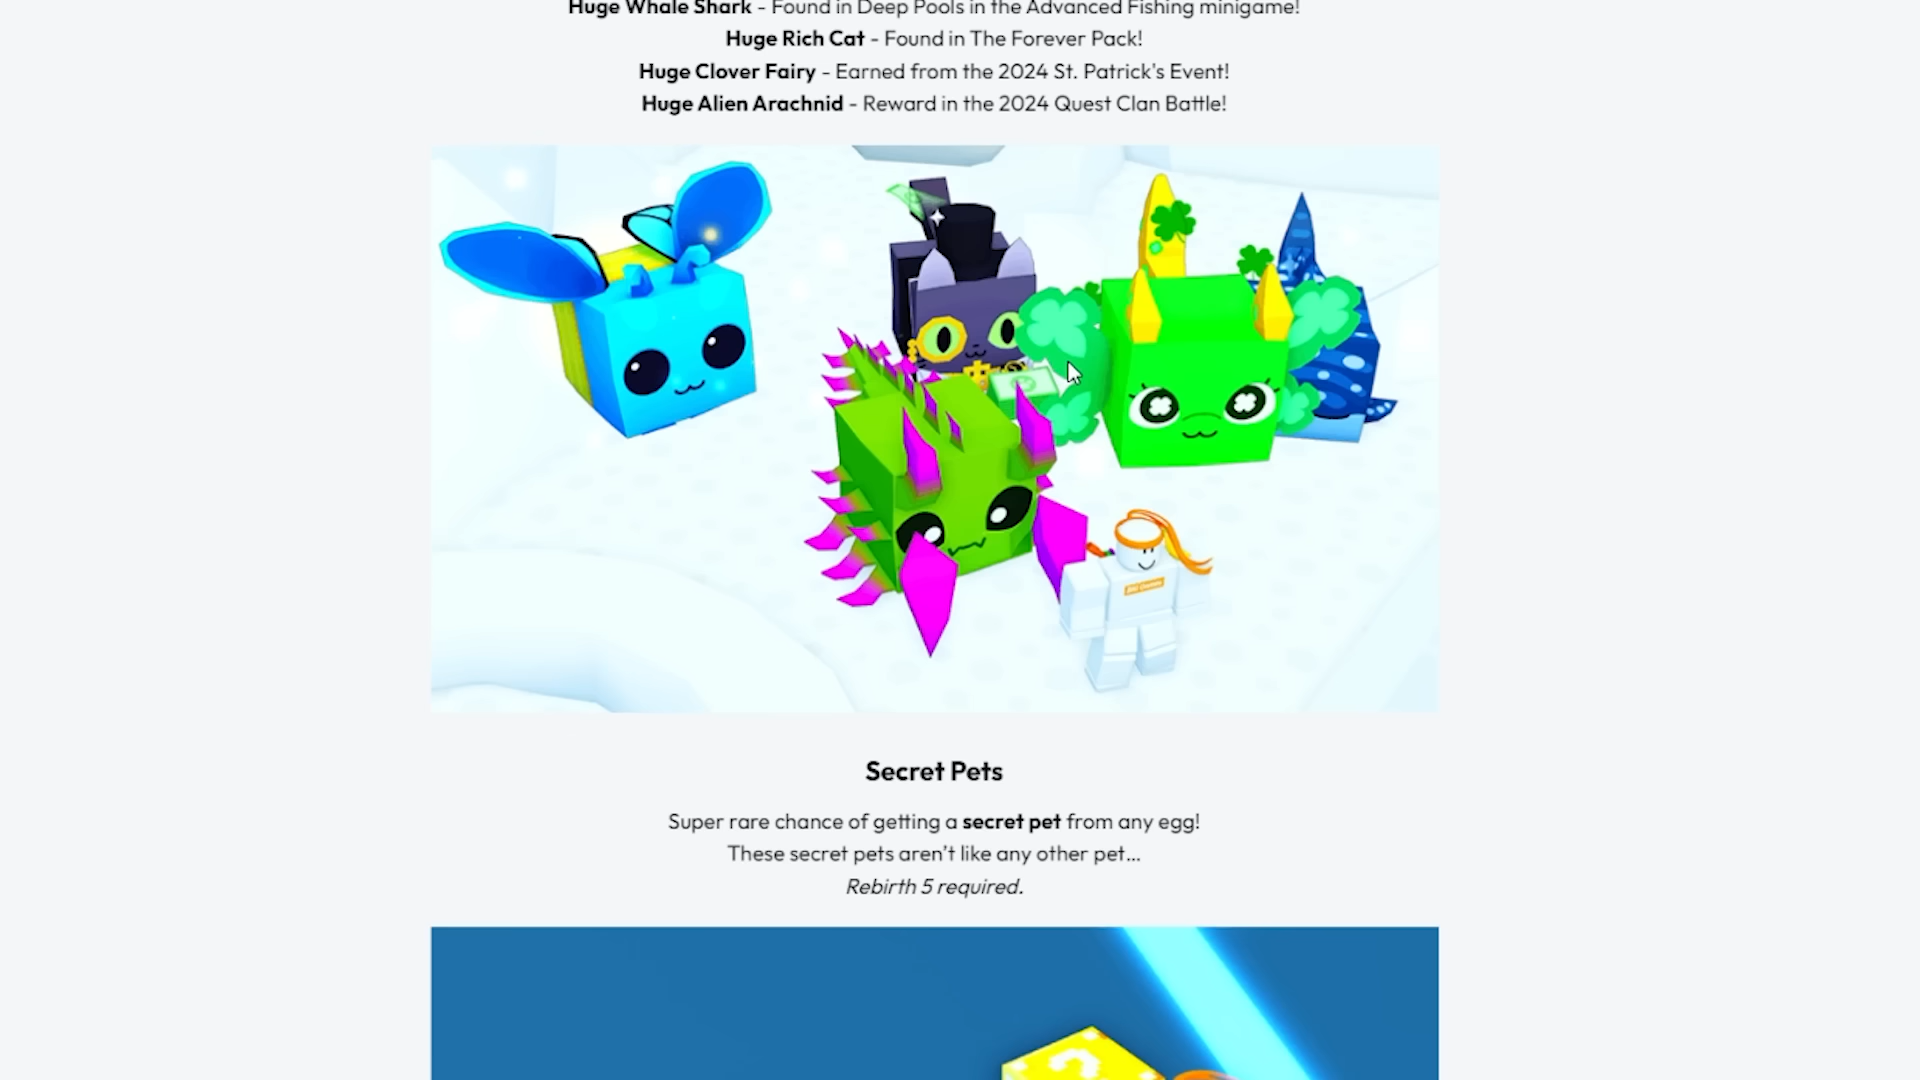 Huge Whale Shark - Found in Deep Pools in the Advanced Fishing minigame!
Huge Rich Cat - Found in The Forever Pack!
Huge Clover Fairy - Earned from the 2024 St. Patrick's Event!
Huge Alien Arachnid - Reward in the 2024 Quest Clan Battle!
Secret Pets
Super rare chance of getting a secret pet from any egg!
These secret pets aren’t like any other pet...
Rebirth 5 required.
?